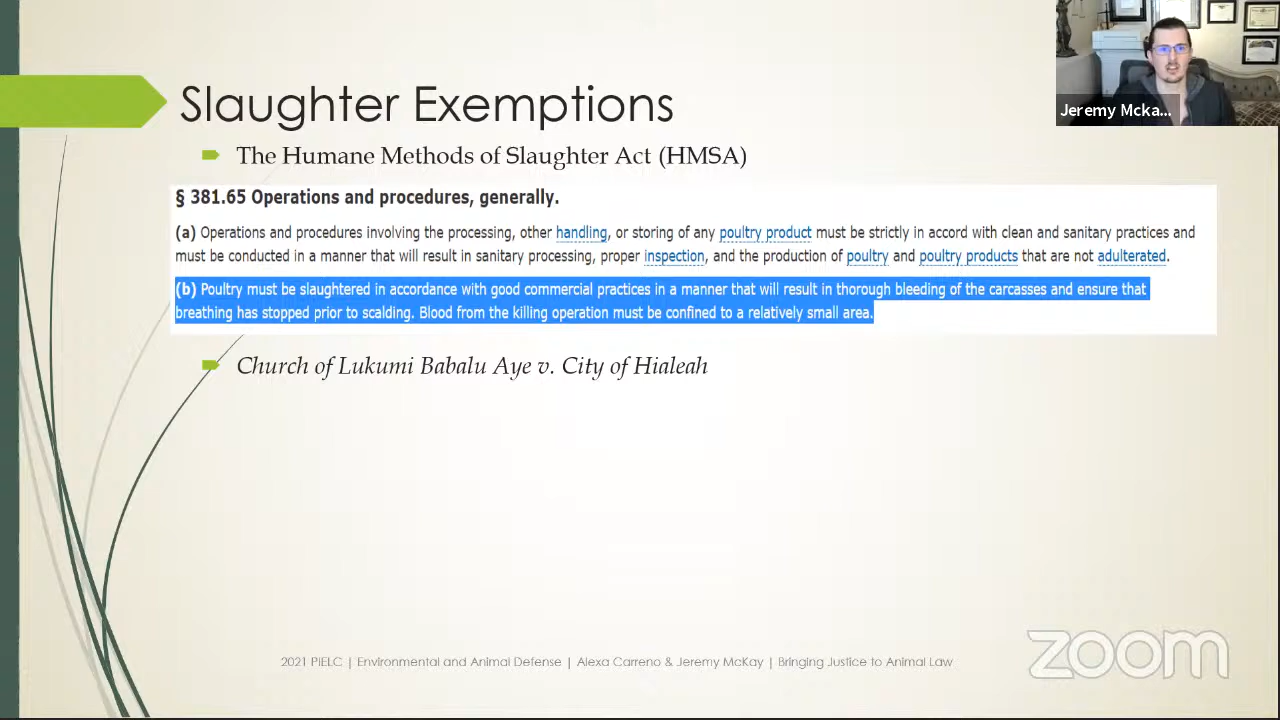 Jeremy Mcka...
Slaughter Exemptions
The Humane Methods of Slaughter Act (HMSA)
§ 381.65 Operations and procedures, generally.
(a) Operations and procedures involving the processing, other handling, or storing of any poultry product must be strictly in accord with clean and sanitary practices and
must be conducted in a manner that will result in sanitary processing, proper inspection, and the production of poultry and poultry products that are not adulterated.
(b) Poultry must be slaughtered in accordance with good commercial practices in a manner that will result in thorough bleeding of the carcasses and ensure that
breathing has stopped prior to scalding. Blood from the killing operation must be confined to a relatively small area.
Church of Lukumi Babalu Aye v. City of Hialeah
2021 PIELC | Environmental and Animal Defense | Alexa Carreno & Jeremy McKay | Bringing Justice to Animal Law
zoom